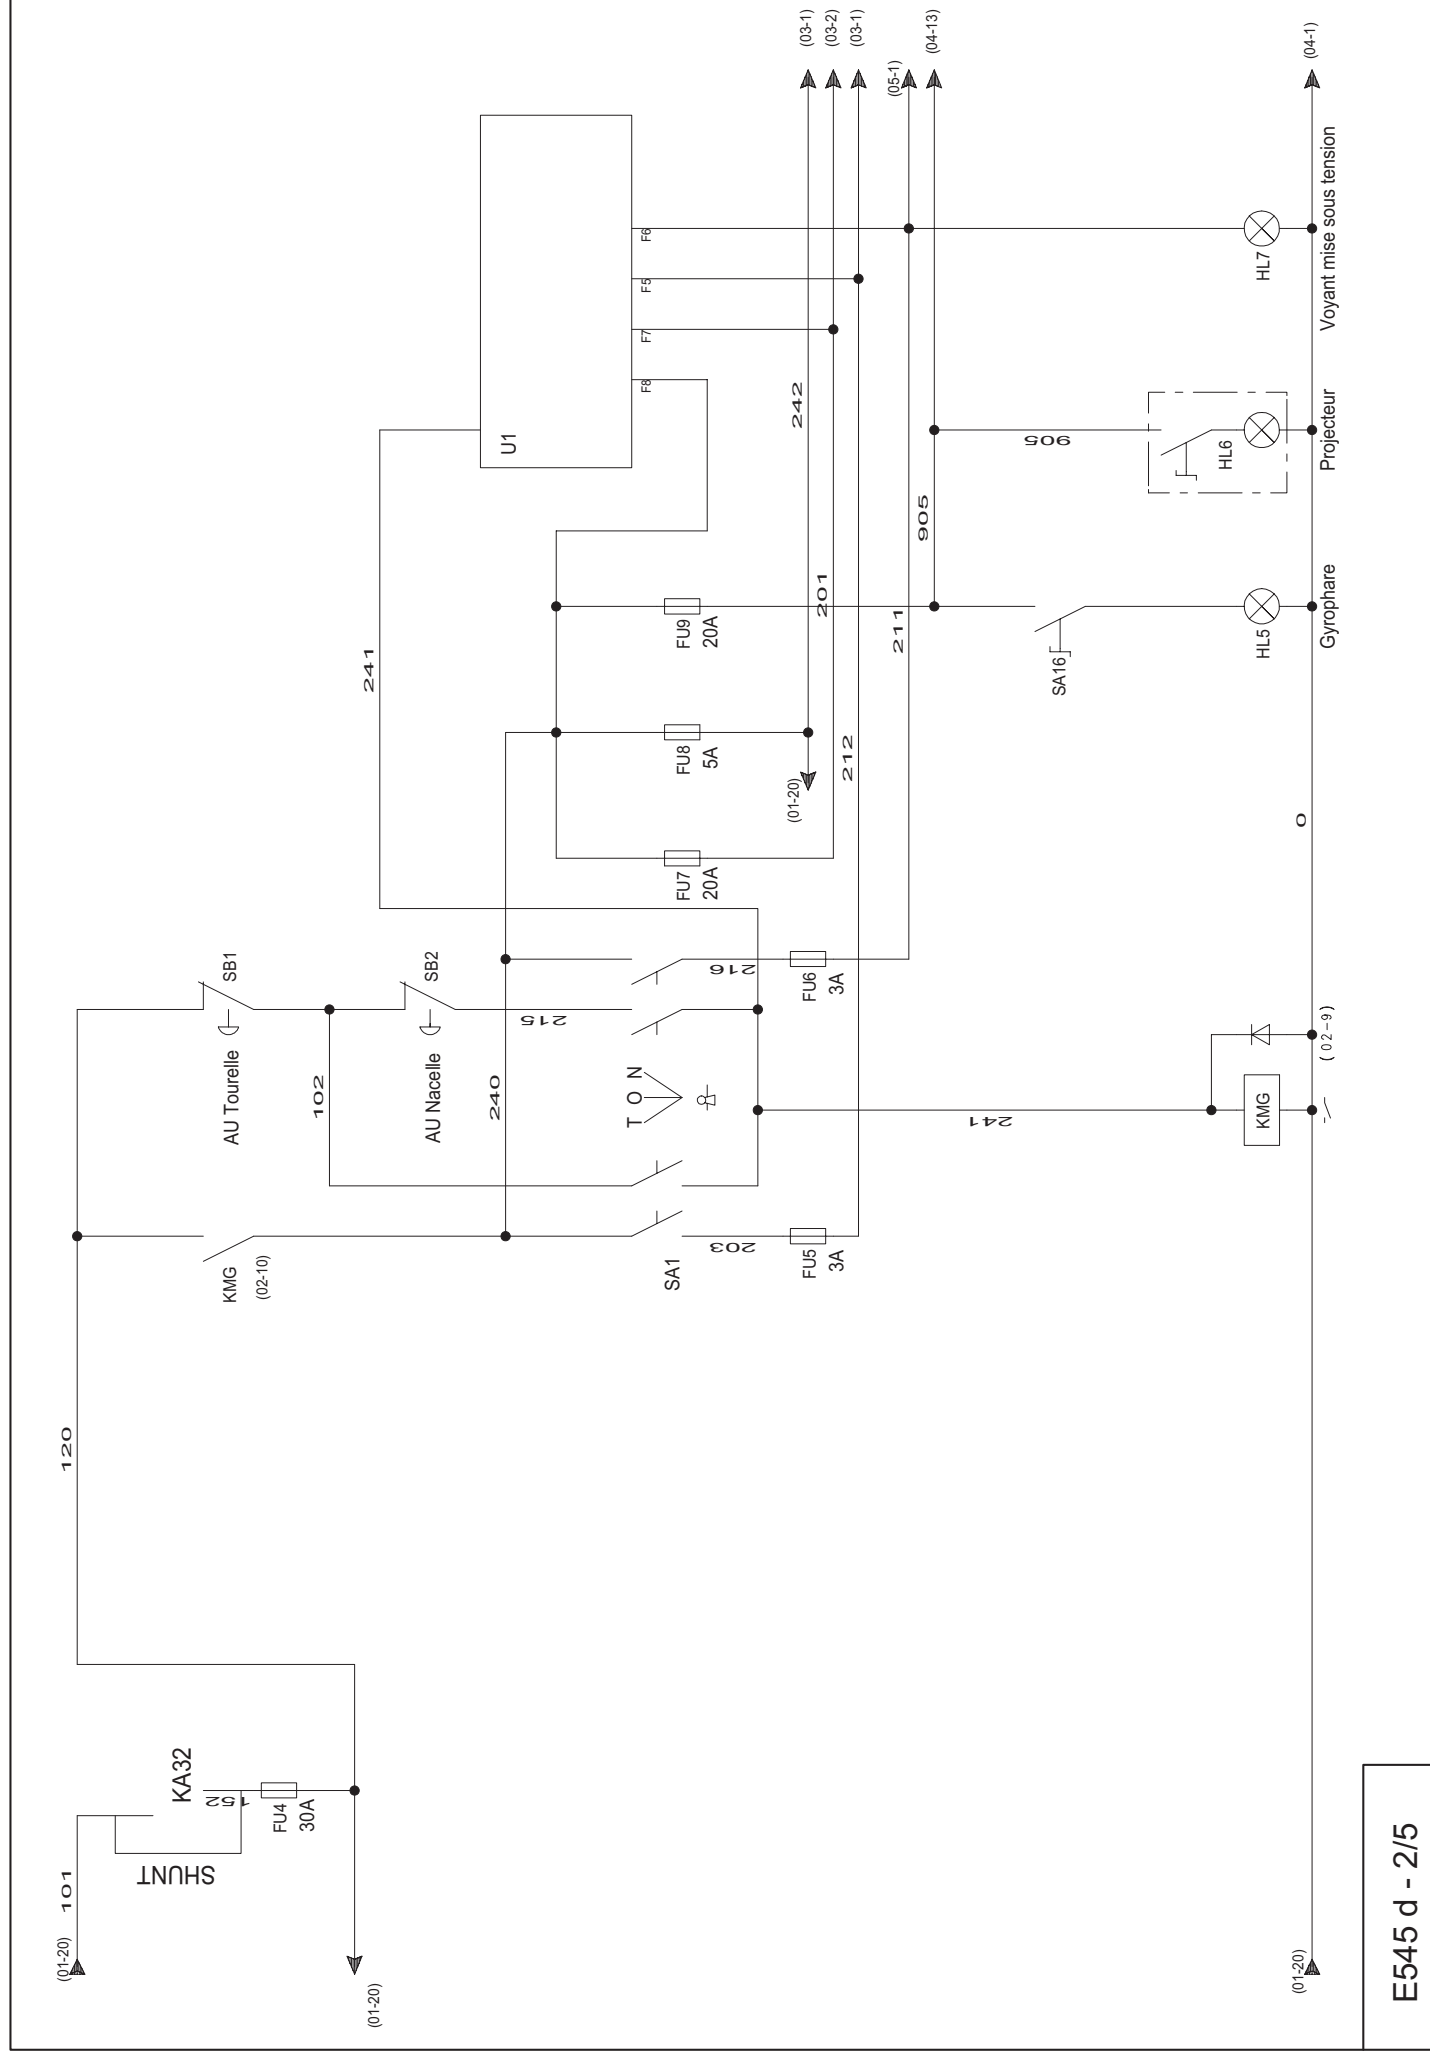 (01-20)
101
SHUNT
KA32
152
FU4
30A
(01-20)
120
KMG
(02-10)
SB1
AU Tourelle
102
SB2
AU Nacelle
215
240
241
U1
F8
F7
F5
F6
SA1
T O N
203
216
FU5
3A
FU6
3A
FU7
20A
FU8
5A
FU9
20A
(01-20)
242
201
212
211
905
(03-1)
(03-2)
(03-1)
(05-1)
(04-13)
241
KMG
(02-9)
SA16
HL5
905
HL6
HL7
(01-20)
0
(04-1)
Gyrophare
Projecteur
Voyant mise sous tension
E545 d - 2/5